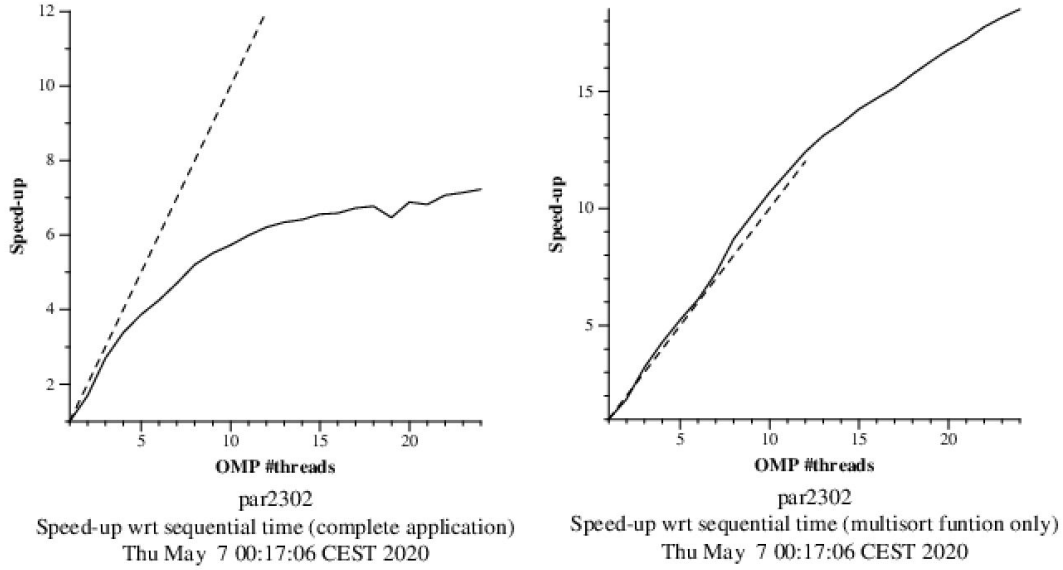 12
10
8
6
4
2
Speed-up
5
10
15
20
OMP #threads
par2302
Speed-up wrt sequential time (complete application)
Thu May 7 00:17:06 CEST 2020
15
10
5
Speed-up
5
10
15
20
OMP #threads
par2302
Speed-up wrt sequential time (multisort funtion only)
Thu May 7 00:17:06 CEST 2020